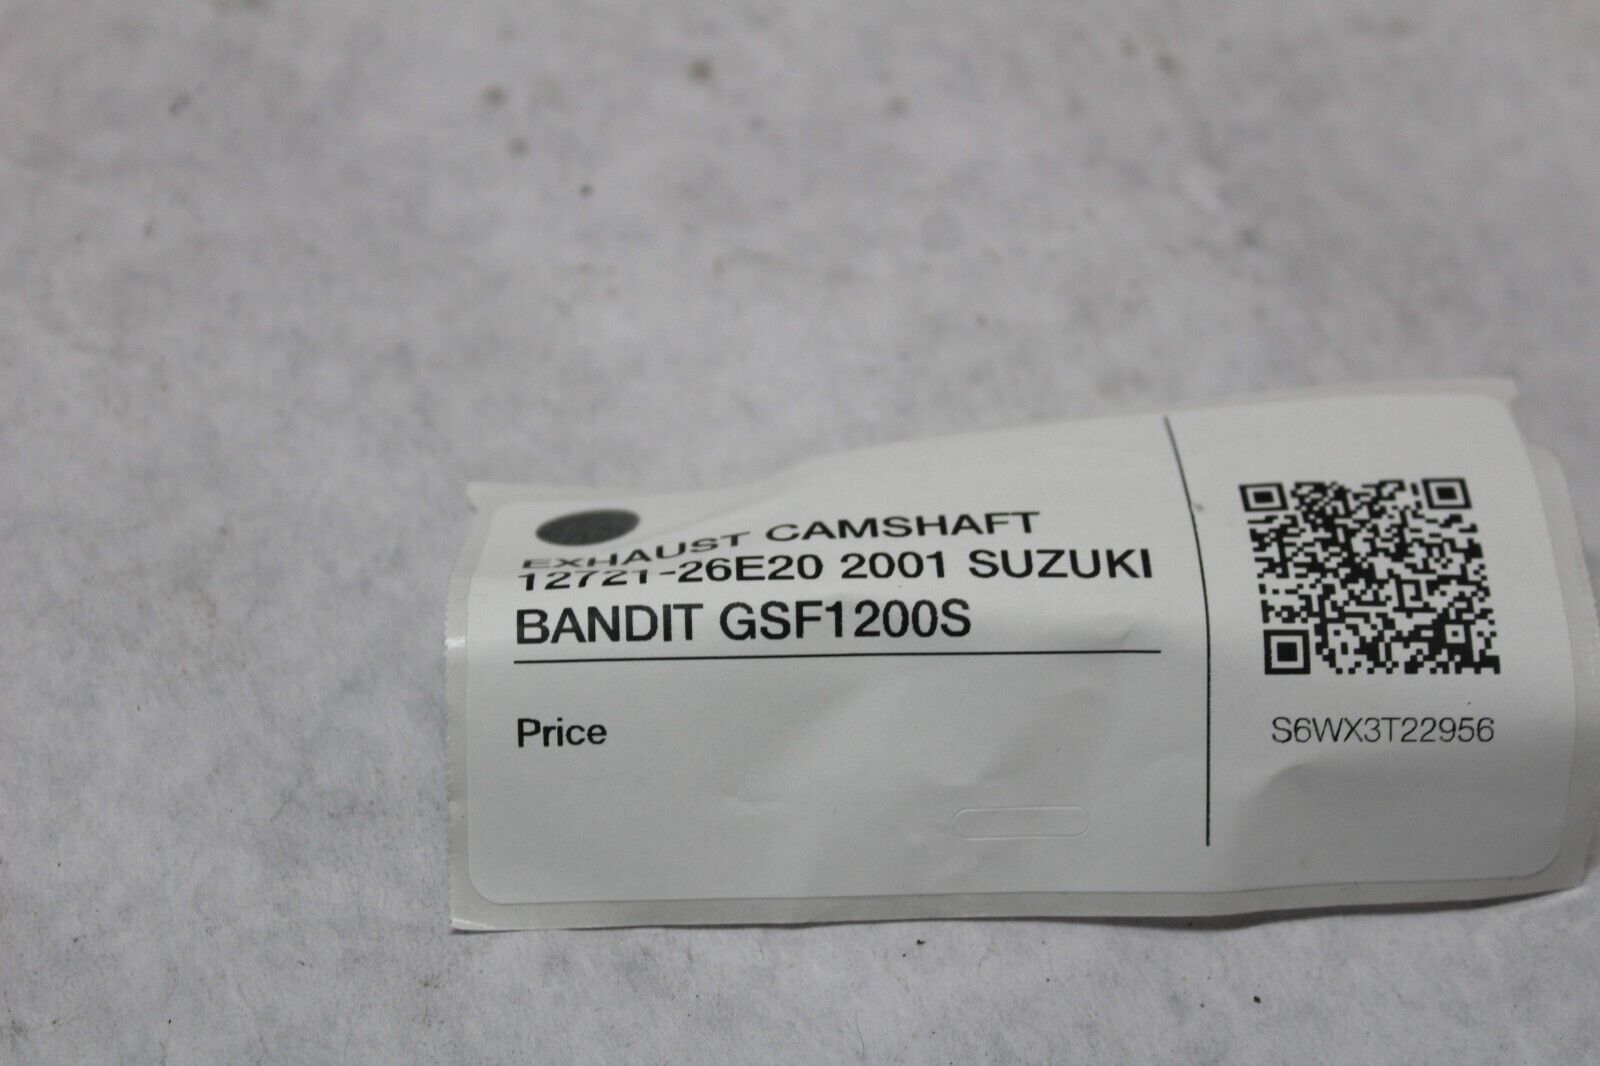 EXHAUST CAMSHAFT
12721-26E20 2001 SUZUKI
BANDIT GSF1200S
Price
S6WX3T22956